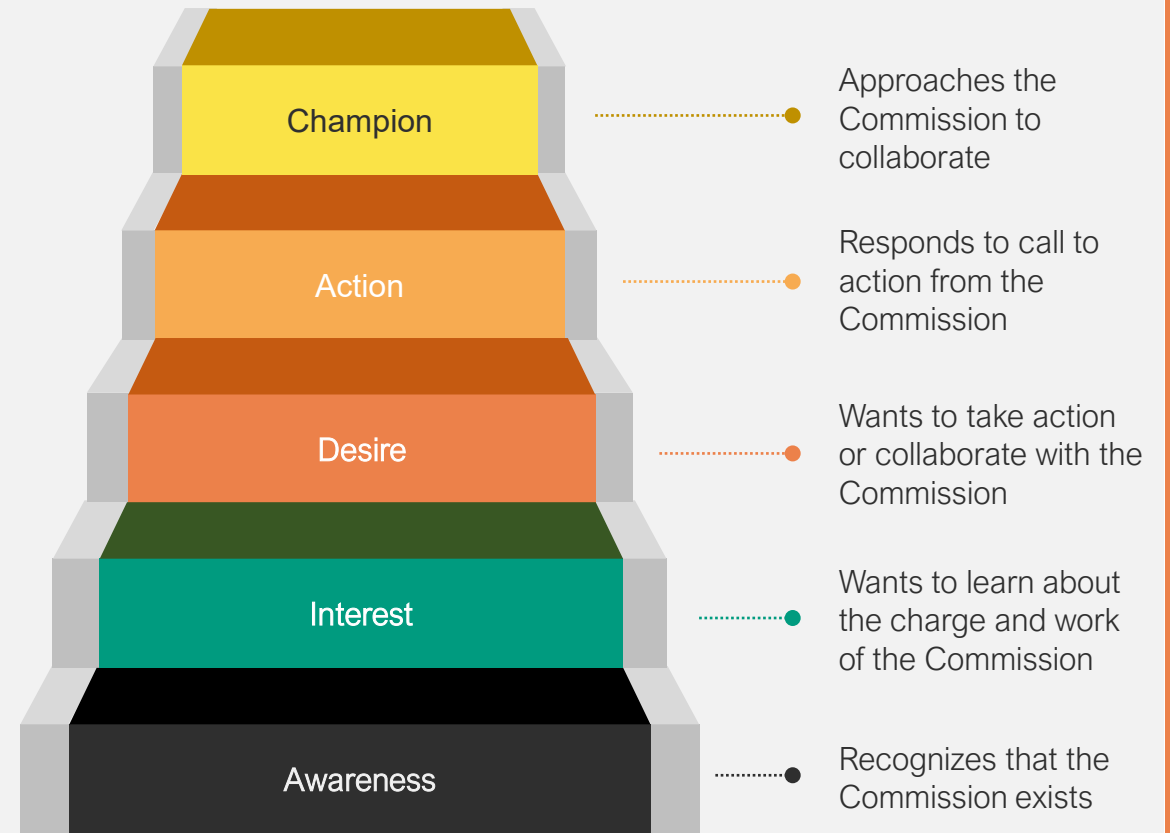 Champion
Approaches the
Commission to
collaborate
Action
Responds to call to
action from the
Commission
Desire
Wants to take action
or collaborate with the
Commission
Interest
Wants to learn about
the charge and work
of the Commission
Awareness
Recognizes that the
Commission exists